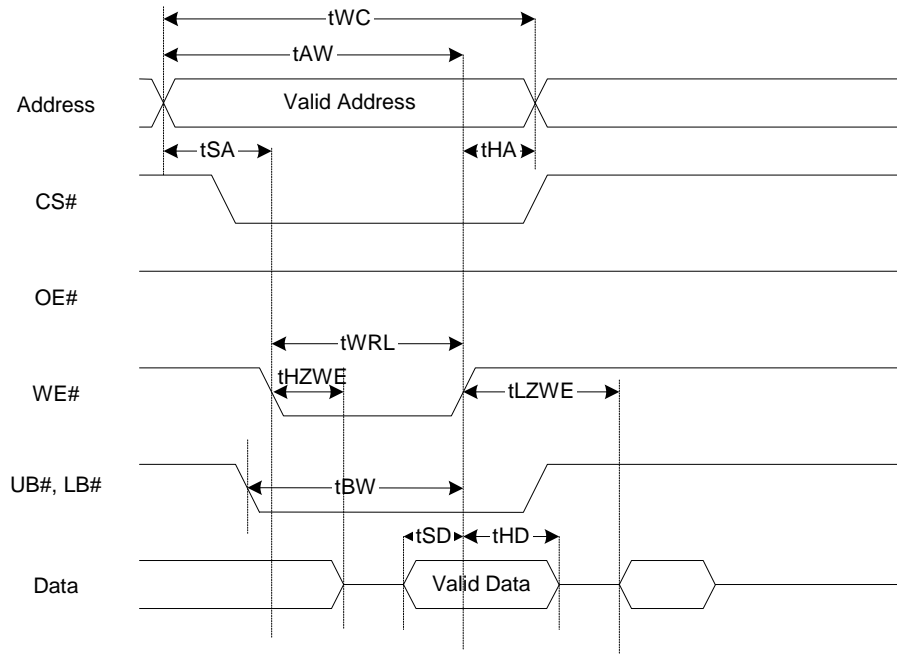 tWC
tAW
Address
Valid Address
tSA
tHA
CS#
OE#
tWRL
WE#
tHZWE
tLZWE
UB#, LB#
tBW
tSD
tHD
Data
Valid Data